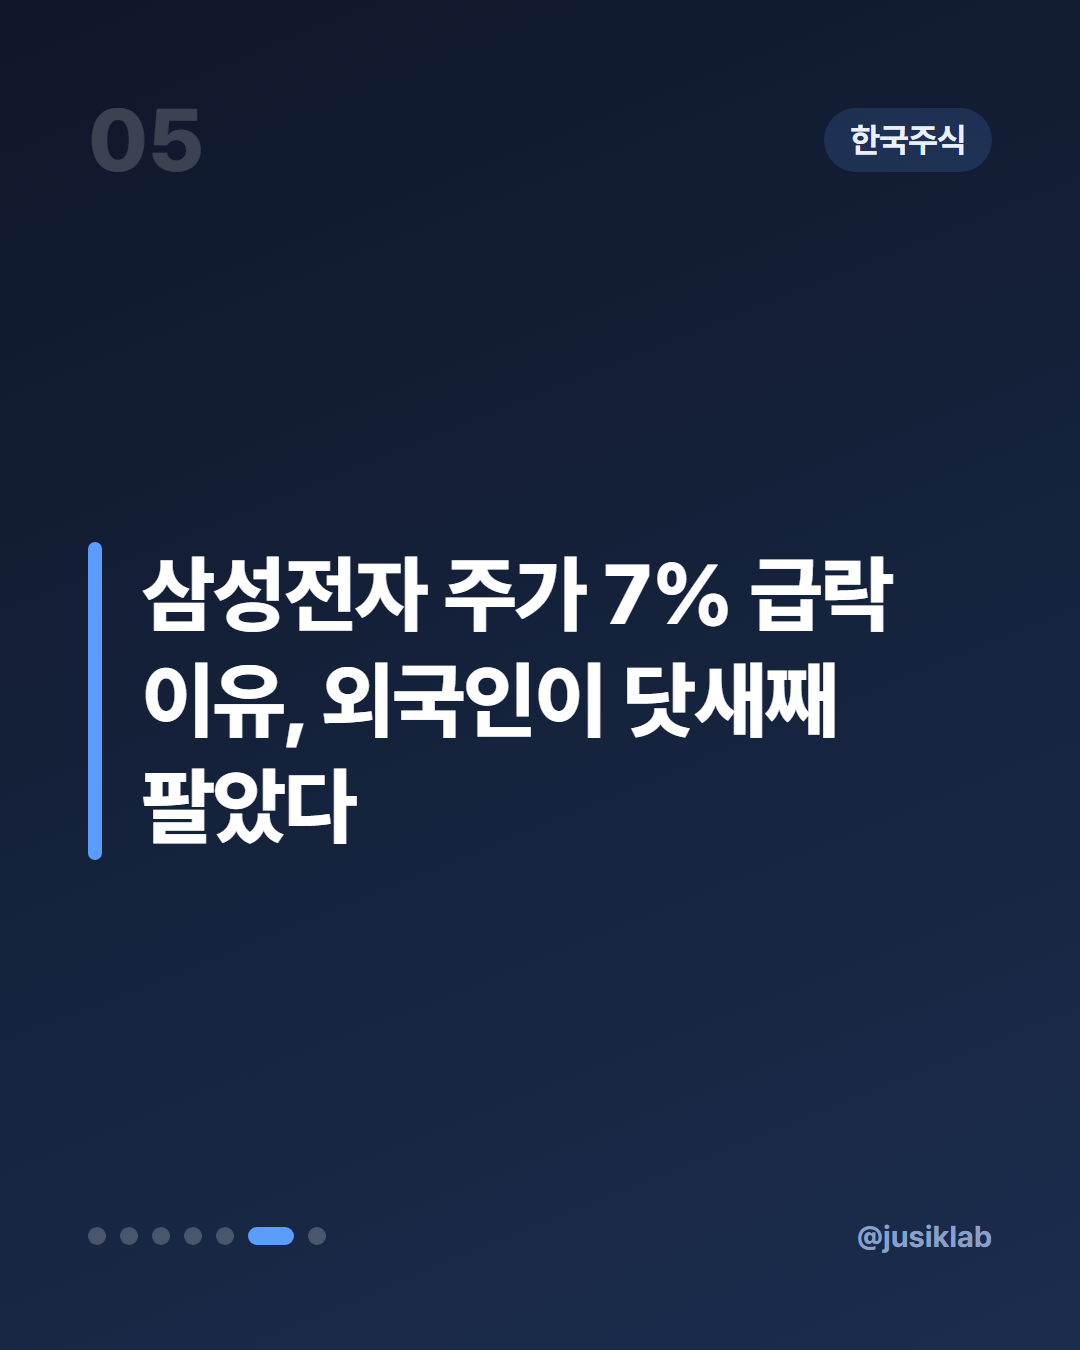 05
한국주식
삼성전자 주가 7% 급락
이유, 외국인이 닷새째
팔았다
@jusiklab